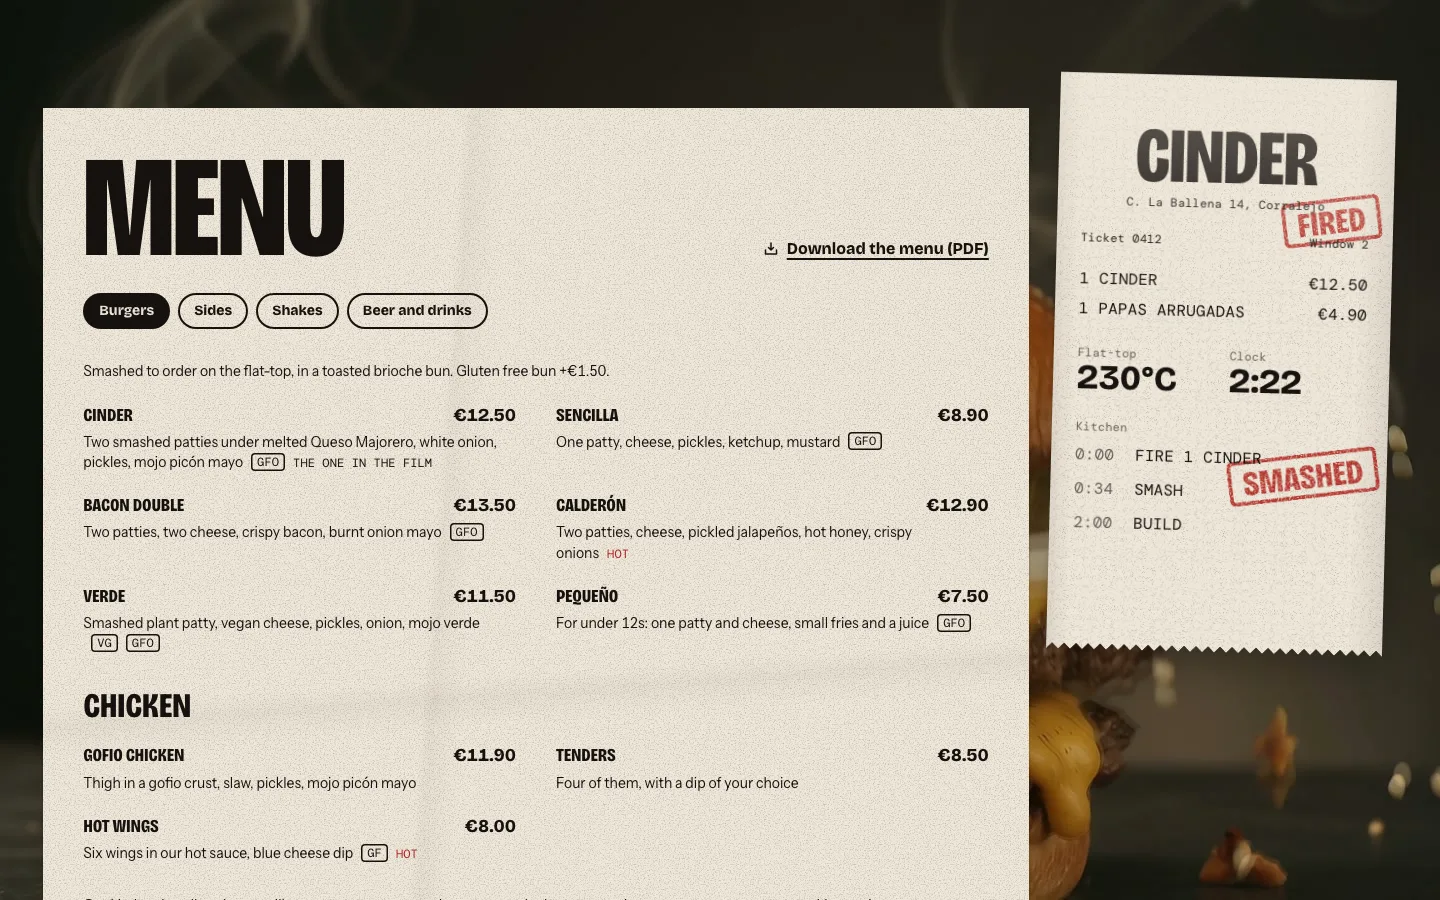 MENU
Download the menu (PDF)
Burgers
Sides
Shakes
Beer and drinks
Smashed to order on the flat-top, in a toasted brioche bun. Gluten free bun +€1.50.
CINDER €12.50
Two smashed patties under melted Queso Majorero, white onion,
pickles, mojo picón mayo GFO THE ONE IN THE FILM
SENCILLA €8.90
One patty, cheese, pickles, ketchup, mustard GFO
BACON DOUBLE €13.50
Two patties, two cheese, crispy bacon, burnt onion mayo GFO
CALDERÓN €12.90
Two patties, cheese, pickled jalapeños, hot honey, crispy
onions HOT
VERDE €11.50
Smashed plant patty, vegan cheese, pickles, onion, mojo verde
VG GFO
PEQUEÑO €7.50
For under 12s: one patty and cheese, small fries and a juice GFO
CHICKEN
GOFIO CHICKEN €11.90
Thigh in a gofio crust, slaw, pickles, mojo picón mayo
TENDERS €8.50
Four of them, with a dip of your choice
HOT WINGS €8.00
Six wings in our hot sauce, blue cheese dip GF HOT
CINDER
C. La Ballena 14, Corralejo
FIRED
Ticket 0412 Window 2
1 CINDER €12.50
1 PAPAS ARRUGADAS €4.90
Flat-top Clock
230°C 2:22
Kitchen
0:00 FIRE 1 CINDER
SMASHED
0:34 SMASH
2:00 BUILD